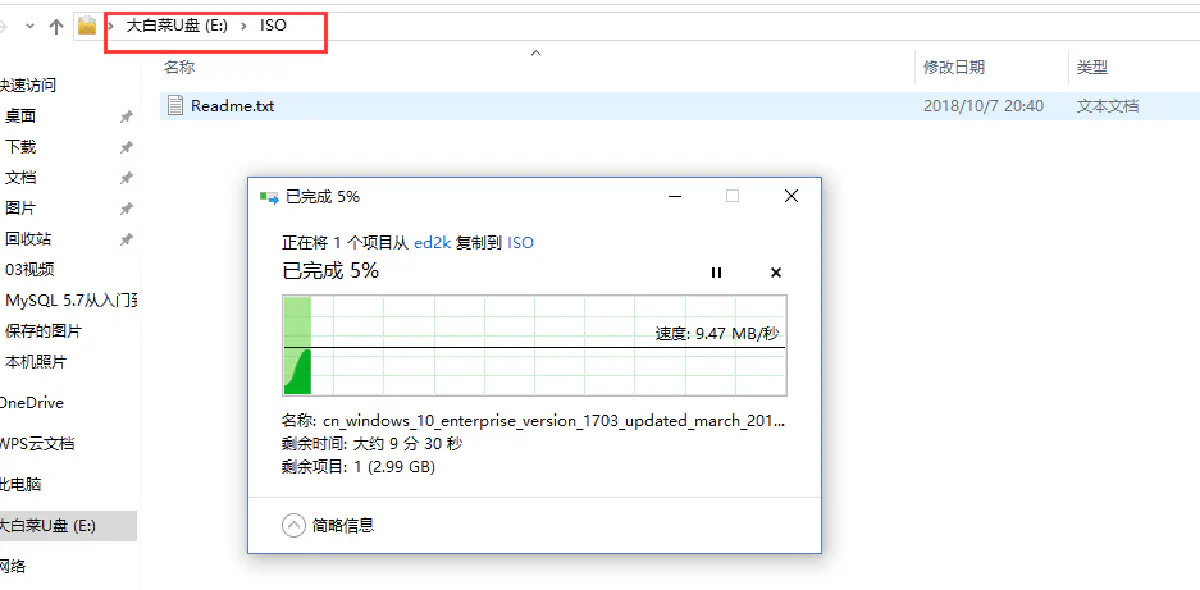 大白菜U盘 (E:) › ISO
名称 修改日期 类型
快速访问
Readme.txt 2018/10/7 20:40 文本文档
桌面
下载
文档
图片
回收站
03视频
MySQL 5.7从入门到
保存的图片
本机照片
OneDrive
WPS云文档
此电脑
大白菜U盘 (E:)
网络
已完成 5%
正在将 1 个项目从 ed2k 复制到 ISO
已完成 5%
速度: 9.47 MB/秒
名称: cn_windows_10_enterprise_version_1703_updated_march_201...
剩余时间: 大约 9 分 30 秒
剩余项目: 1 (2.99 GB)
简略信息